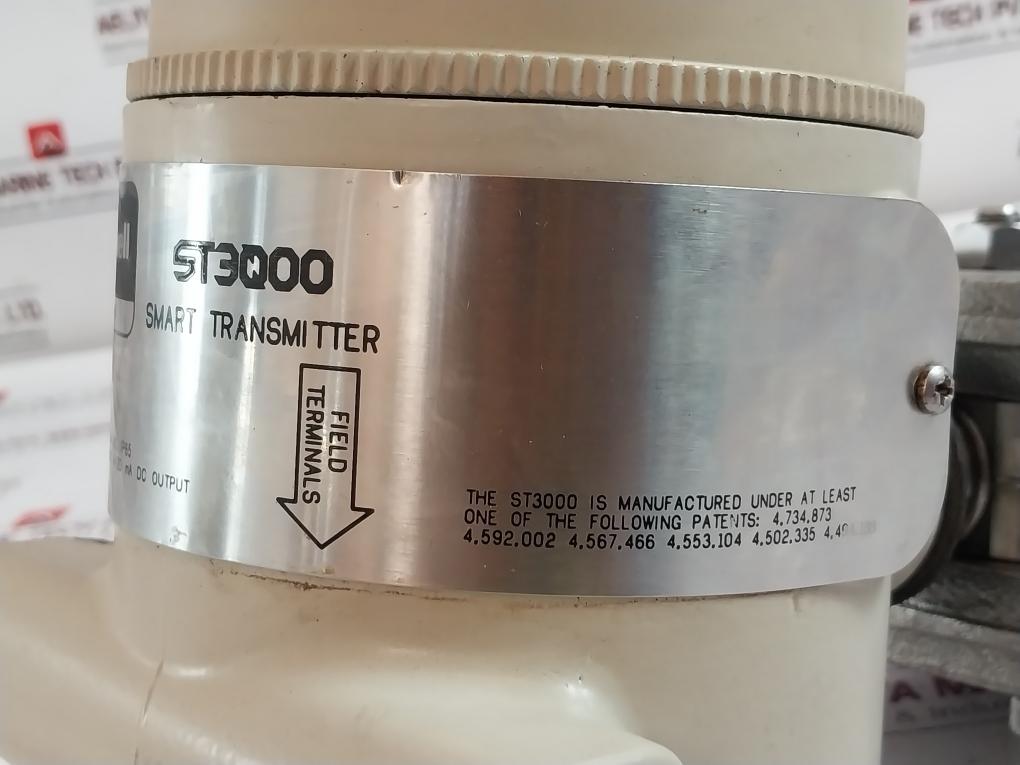 ST3000
SMART TRANSMITTER
FIELD
TERMINALS
mA DC OUTPUT
THE ST3000 IS MANUFACTURED UNDER AT LEAST
ONE OF THE FOLLOWING PATENTS: 4.734.873
4.592.002 4.567.466 4.553.104 4.502.335